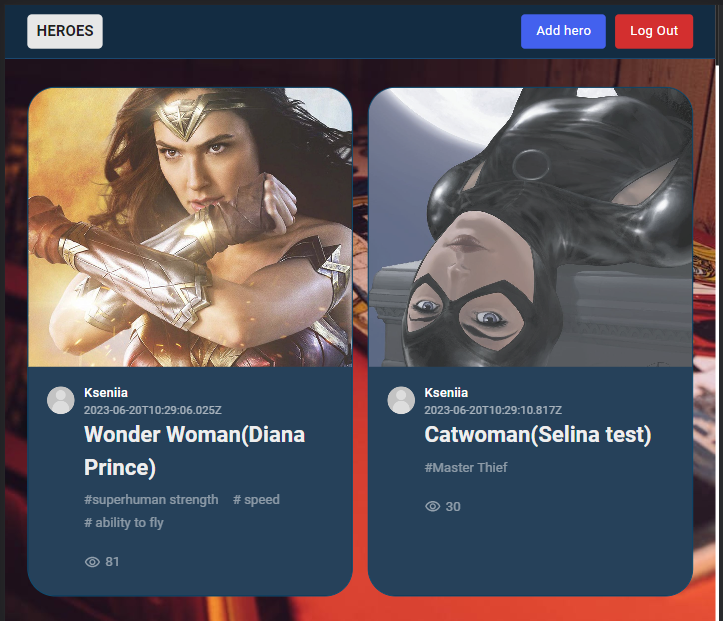 HEROES
Add hero
Log Out
Kseniia
2023-06-20T10:29:06.025Z
Wonder Woman(Diana
Prince)
#superhuman strength # speed
# ability to fly
81
Kseniia
2023-06-20T10:29:10.817Z
Catwoman(Selina test)
#Master Thief
30